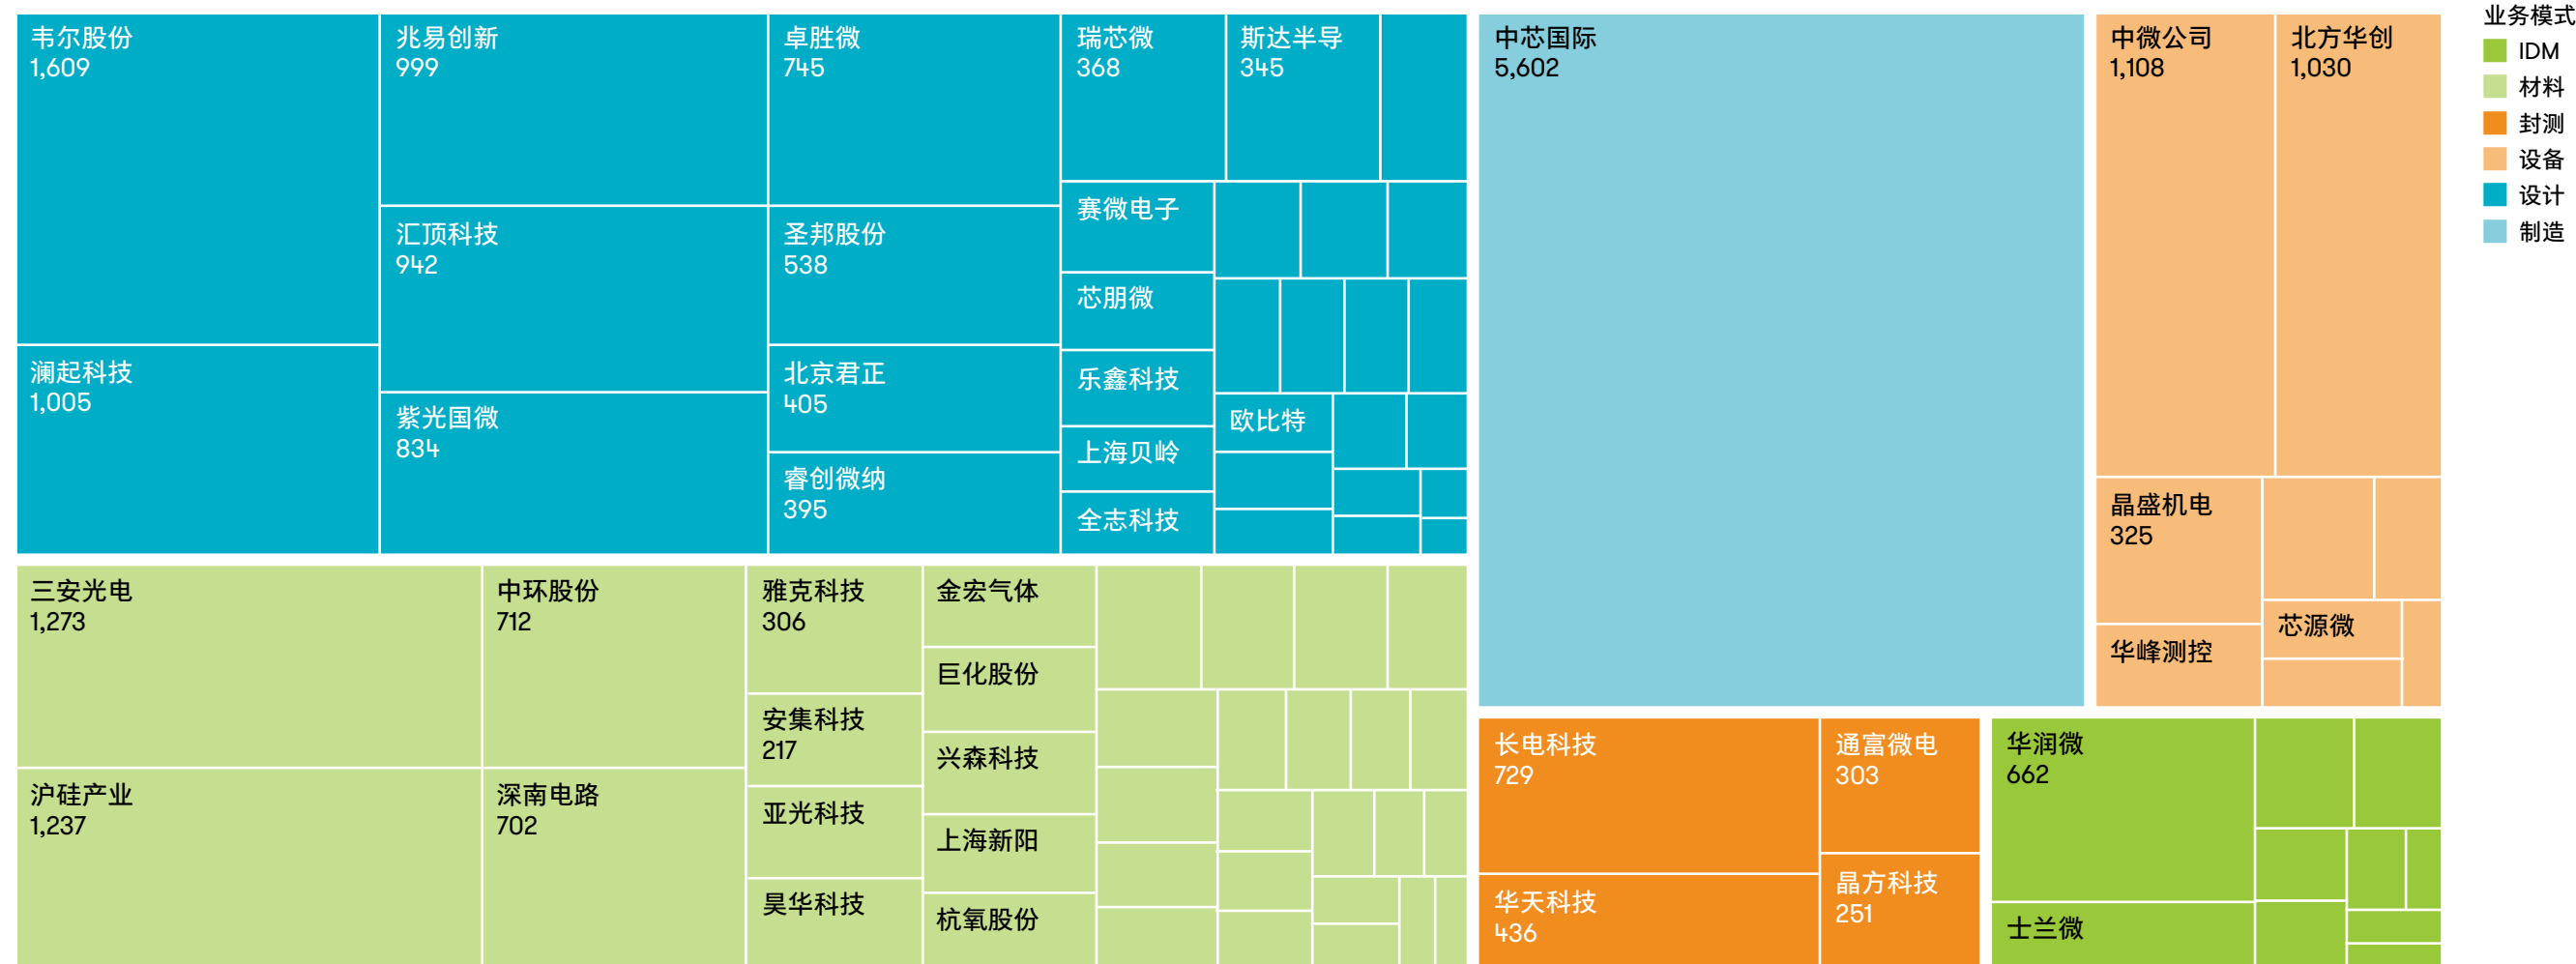 韦尔股份
1,609
澜起科技
1,005
兆易创新
999
汇顶科技
942
紫光国微
834
卓胜微
745
圣邦股份
538
北京君正
405
睿创微纳
395
瑞芯微
368
斯达半导
345
赛微电子
芯朋微
乐鑫科技
上海贝岭
全志科技
欧比特
三安光电
1,273
沪硅产业
1,237
中环股份
712
深南电路
702
雅克科技
306
安集科技
217
亚光科技
昊华科技
金宏气体
巨化股份
兴森科技
上海新阳
杭氧股份
中芯国际
5,602
中微公司
1,108
北方华创
1,030
晶盛机电
325
华峰测控
芯源微
长电科技
729
华天科技
436
通富微电
303
晶方科技
251
华润微
662
士兰微
业务模式
IDM
材料
封测
设备
设计
制造